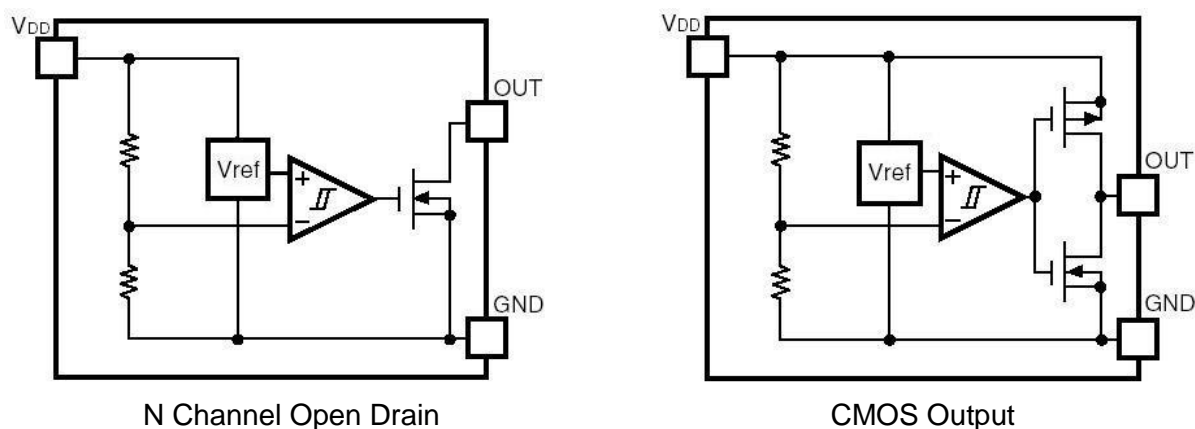 VDD
OUT
Vref
+
−
GND
N Channel Open Drain
VDD
OUT
Vref
+
−
GND
CMOS Output